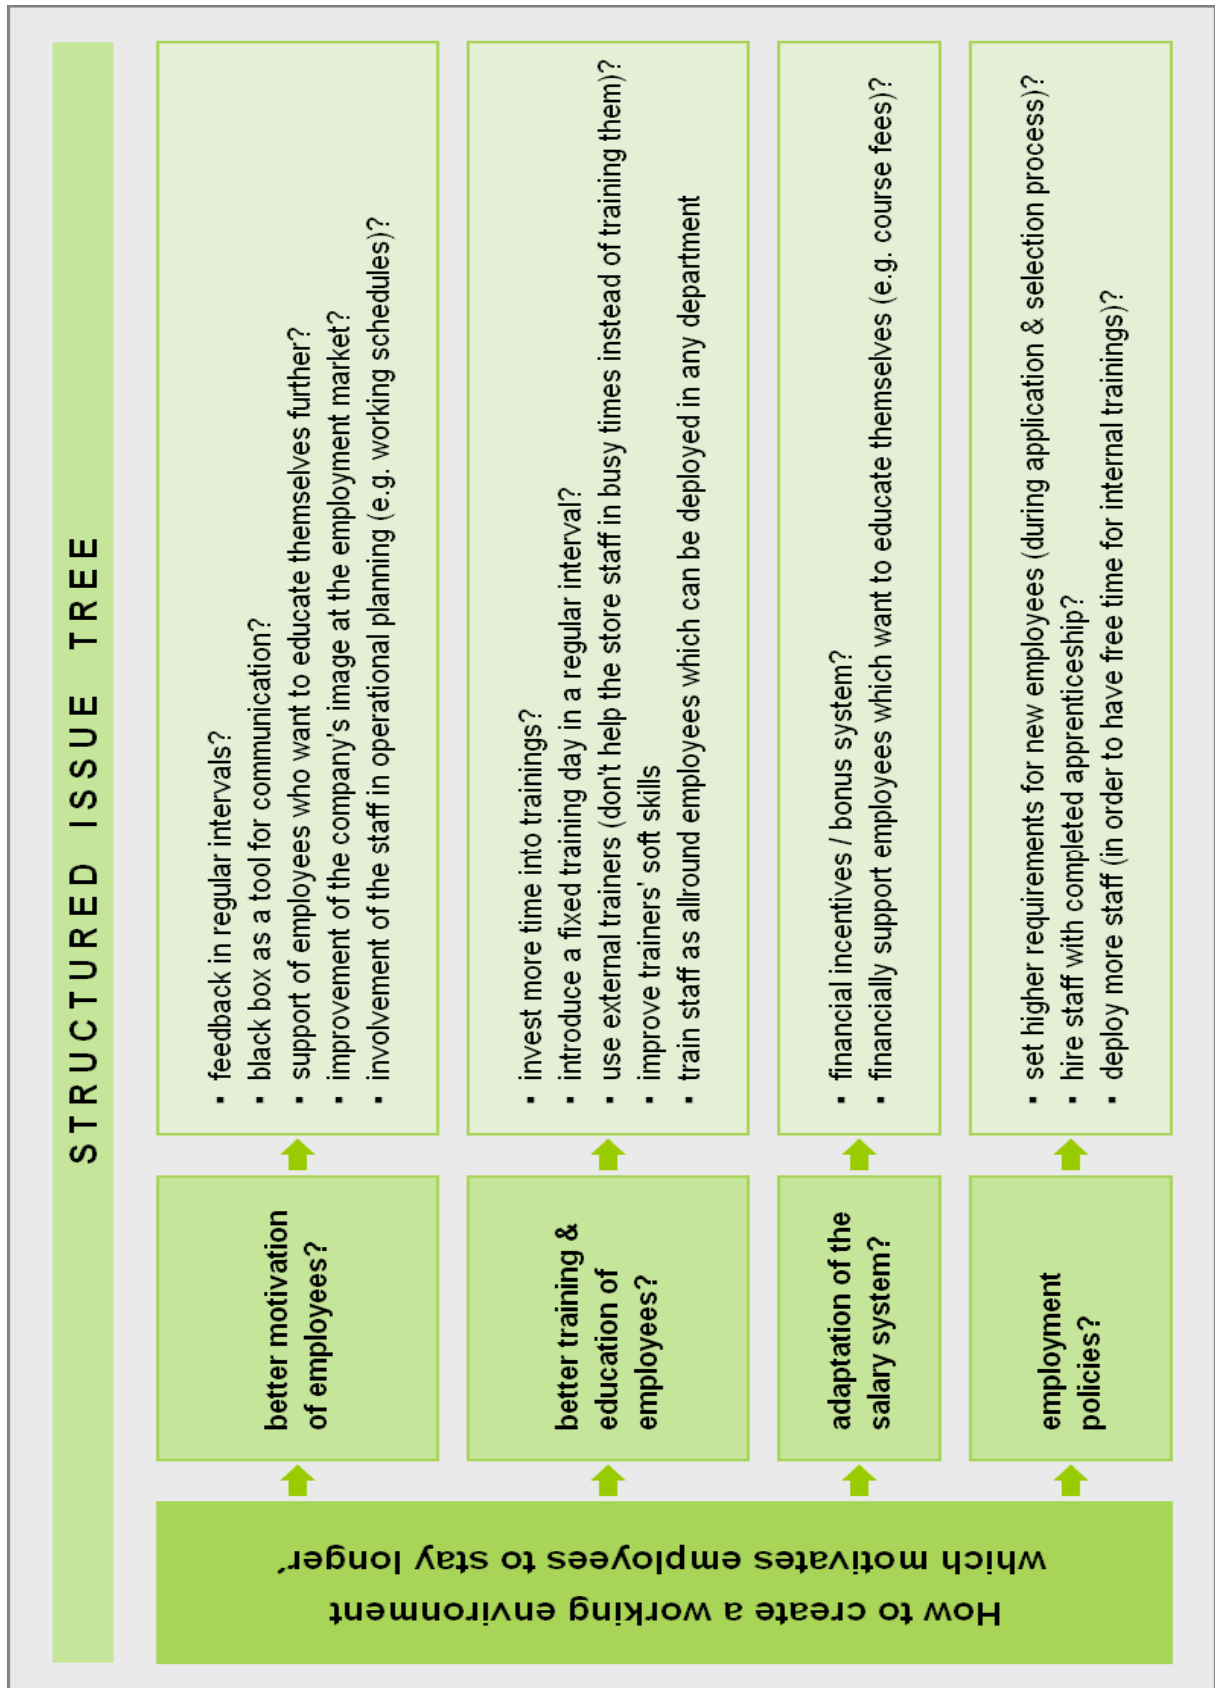 STRUCTURED ISSUE TREE
How to create a working environment
which motivates employees to stay longer´
better motivation
of employees?
▪ feedback in regular intervals?
▪ black box as a tool for communication?
▪ support of employees who want to educate themselves further?
▪ improvement of the company's image at the employment market?
▪ involvement of the staff in operational planning (e.g. working schedules)?
better training &
education of
employees?
▪ invest more time into trainings?
▪ introduce a fixed training day in a regular interval?
▪ use external trainers (don't help the store staff in busy times instead of training them)?
▪ improve trainers' soft skills
▪ train staff as allround employees which can be deployed in any department
adaptation of the
salary system?
▪ financial incentives / bonus system?
▪ financially support employees which want to educate themselves (e.g. course fees)?
employment
policies?
▪ set higher requirements for new employees (during application & selection process)?
▪ hire staff with completed apprenticeship?
▪ deploy more staff (in order to have free time for internal trainings)?